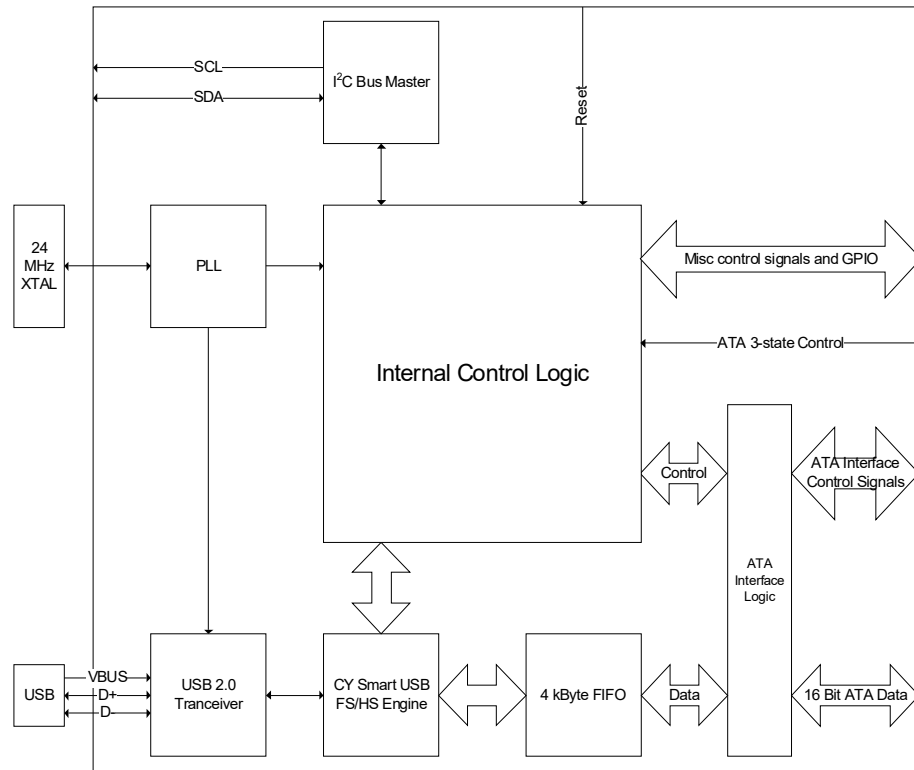 SCL
SDA
I²C Bus Master
Reset
24
MHz
XTAL
PLL
Misc control signals and GPIO
ATA 3-state Control
Internal Control Logic
Control
ATA Interface
Control Signals
ATA
Interface
Logic
USB
VBUS
D+
D-
USB 2.0
Tranceiver
CY Smart USB
FS/HS Engine
4 kByte FIFO
Data
16 Bit ATA Data